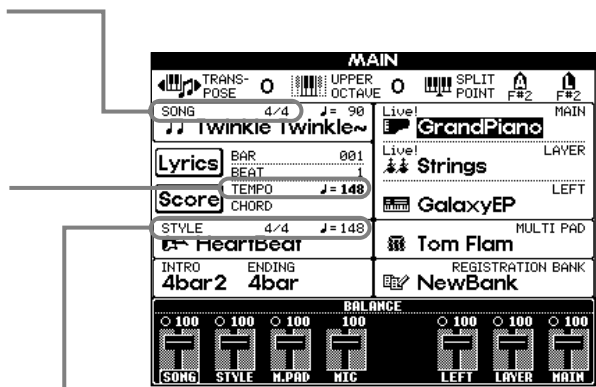 MAIN
TRANS-POSE 0 UPPER OCTAVE 0 SPLIT POINT A F#2 L F#2
SONG 4/4 ♩= 90
Twinkle Twinkle~
Lyrics BAR 001
BEAT 1
Score TEMPO ♩= 148
CHORD
STYLE 4/4 ♩= 148
HeartBeat
INTRO ENDING
4bar2 4bar
Live! MAIN
GrandPiano
Live! LAYER
Strings
LEFT
GalaxyEP
MULTI PAD
Tom Flam
REGISTRATION BANK
NewBank
BALANCE
100 100 100 100 100 100 100
SONG STYLE M.PAD MIC LEFT LAYER MAIN